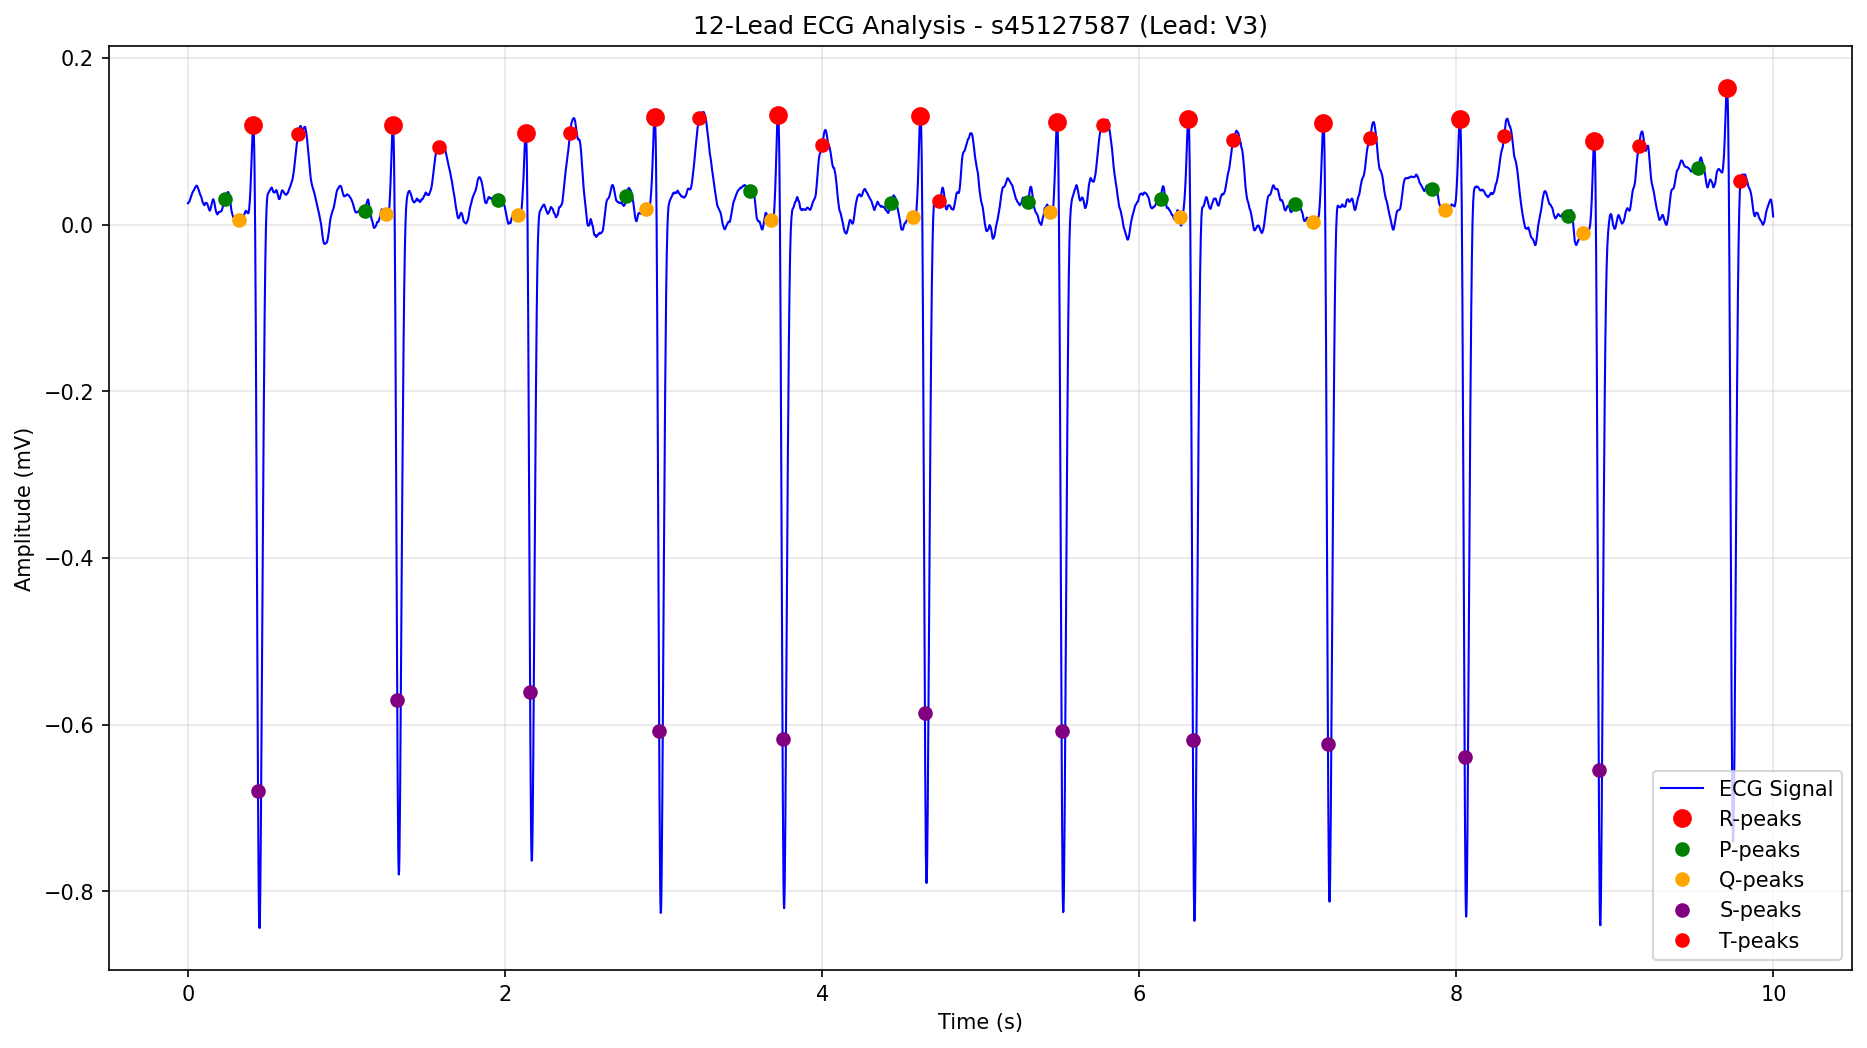 12-Lead ECG Analysis - s45127587 (Lead: V3)
0.2
0.0
−0.2
−0.4
−0.6
−0.8
Amplitude (mV)
0
2
4
6
8
10
Time (s)
ECG Signal
R-peaks
P-peaks
Q-peaks
S-peaks
T-peaks